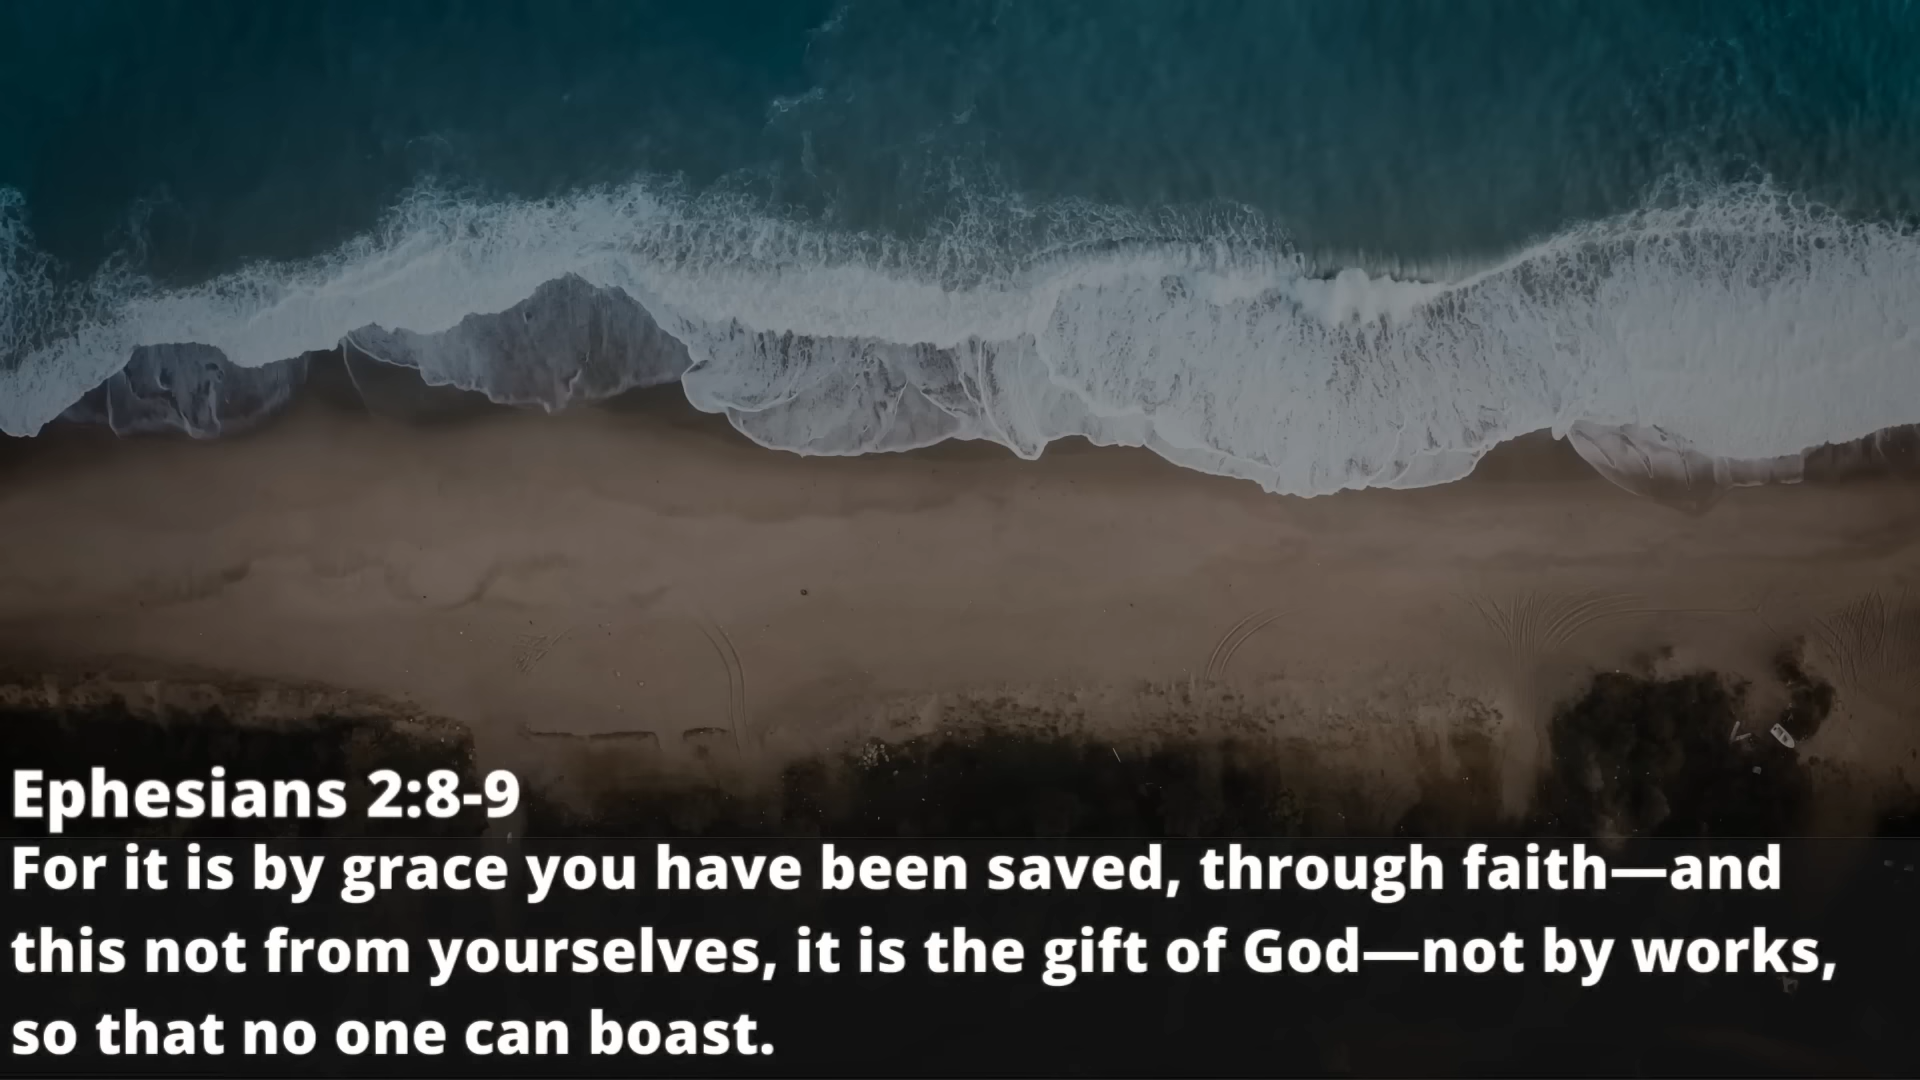 Ephesians 2:8-9
For it is by grace you have been saved, through faith—and
this not from yourselves, it is the gift of God—not by works,
so that no one can boast.